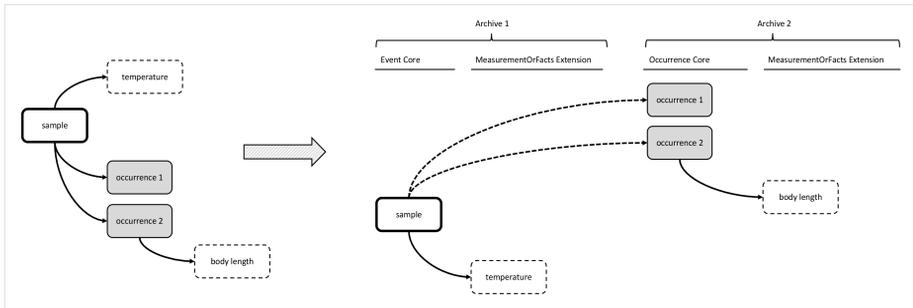 temperature
sample
occurrence 1
occurrence 2
body length
Archive 1
Archive 2
Event Core
MeasurementOrFacts Extension
Occurrence Core
MeasurementOrFacts Extension
occurrence 1
occurrence 2
body length
sample
temperature